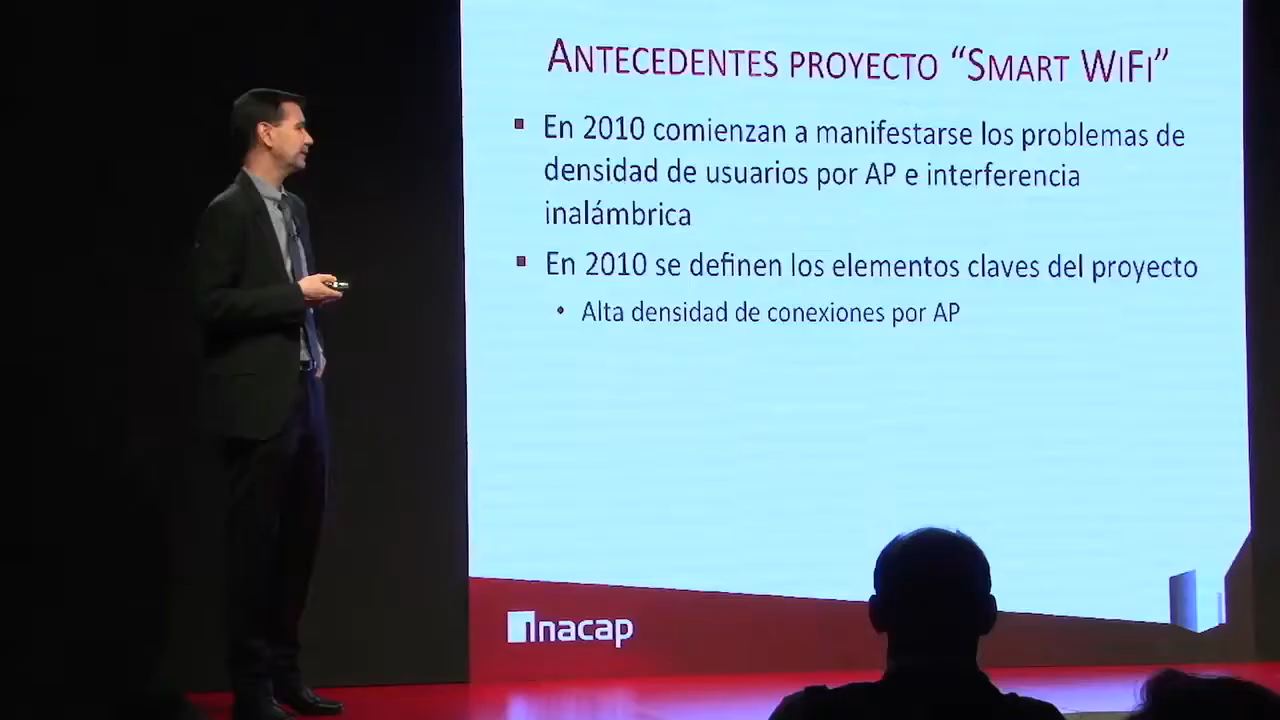 ANTECEDENTES PROYECTO “SMART WIFI”
En 2010 comienzan a manifestarse los problemas de
densidad de usuarios por AP e interferencia
inalámbrica
En 2010 se definen los elementos claves del proyecto
Alta densidad de conexiones por AP
Inacap